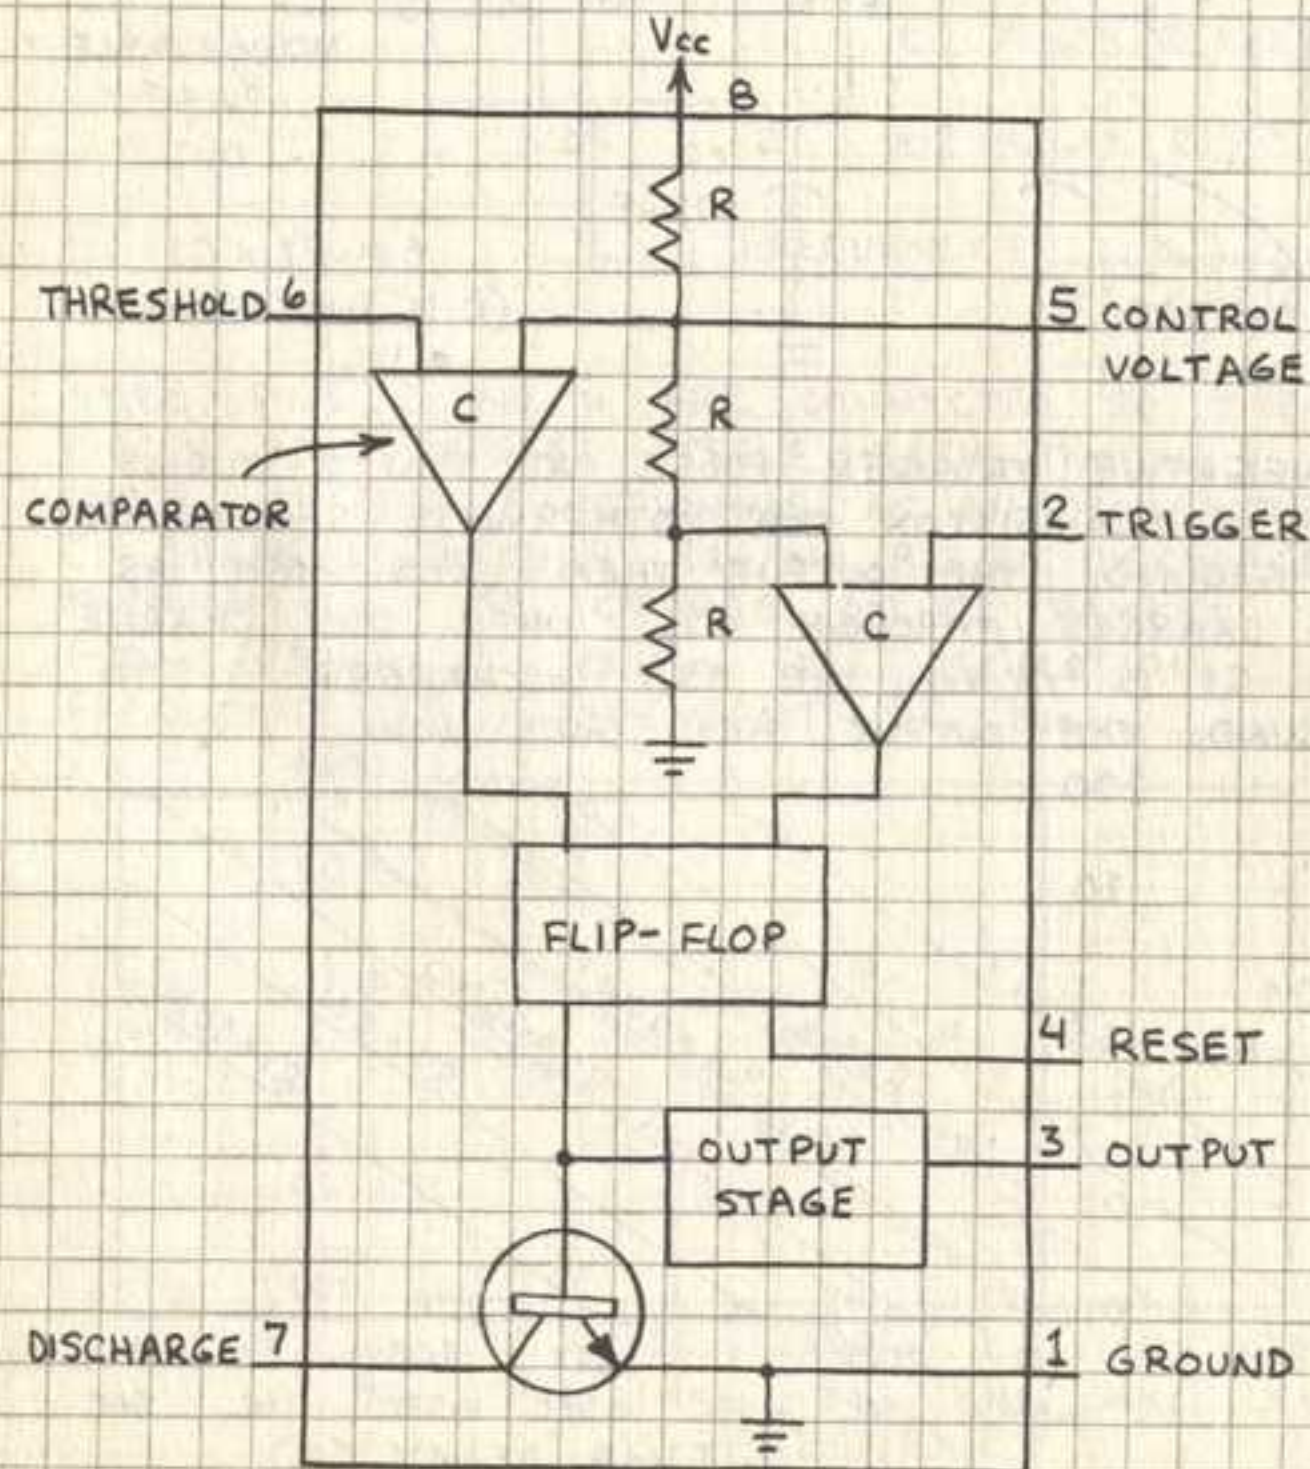 Vcc
8
R
THRESHOLD 6
5 CONTROL
VOLTAGE
C
R
COMPARATOR
2 TRIGGER
R
C
FLIP-FLOP
4 RESET
OUTPUT
STAGE
3 OUTPUT
DISCHARGE 7
1 GROUND